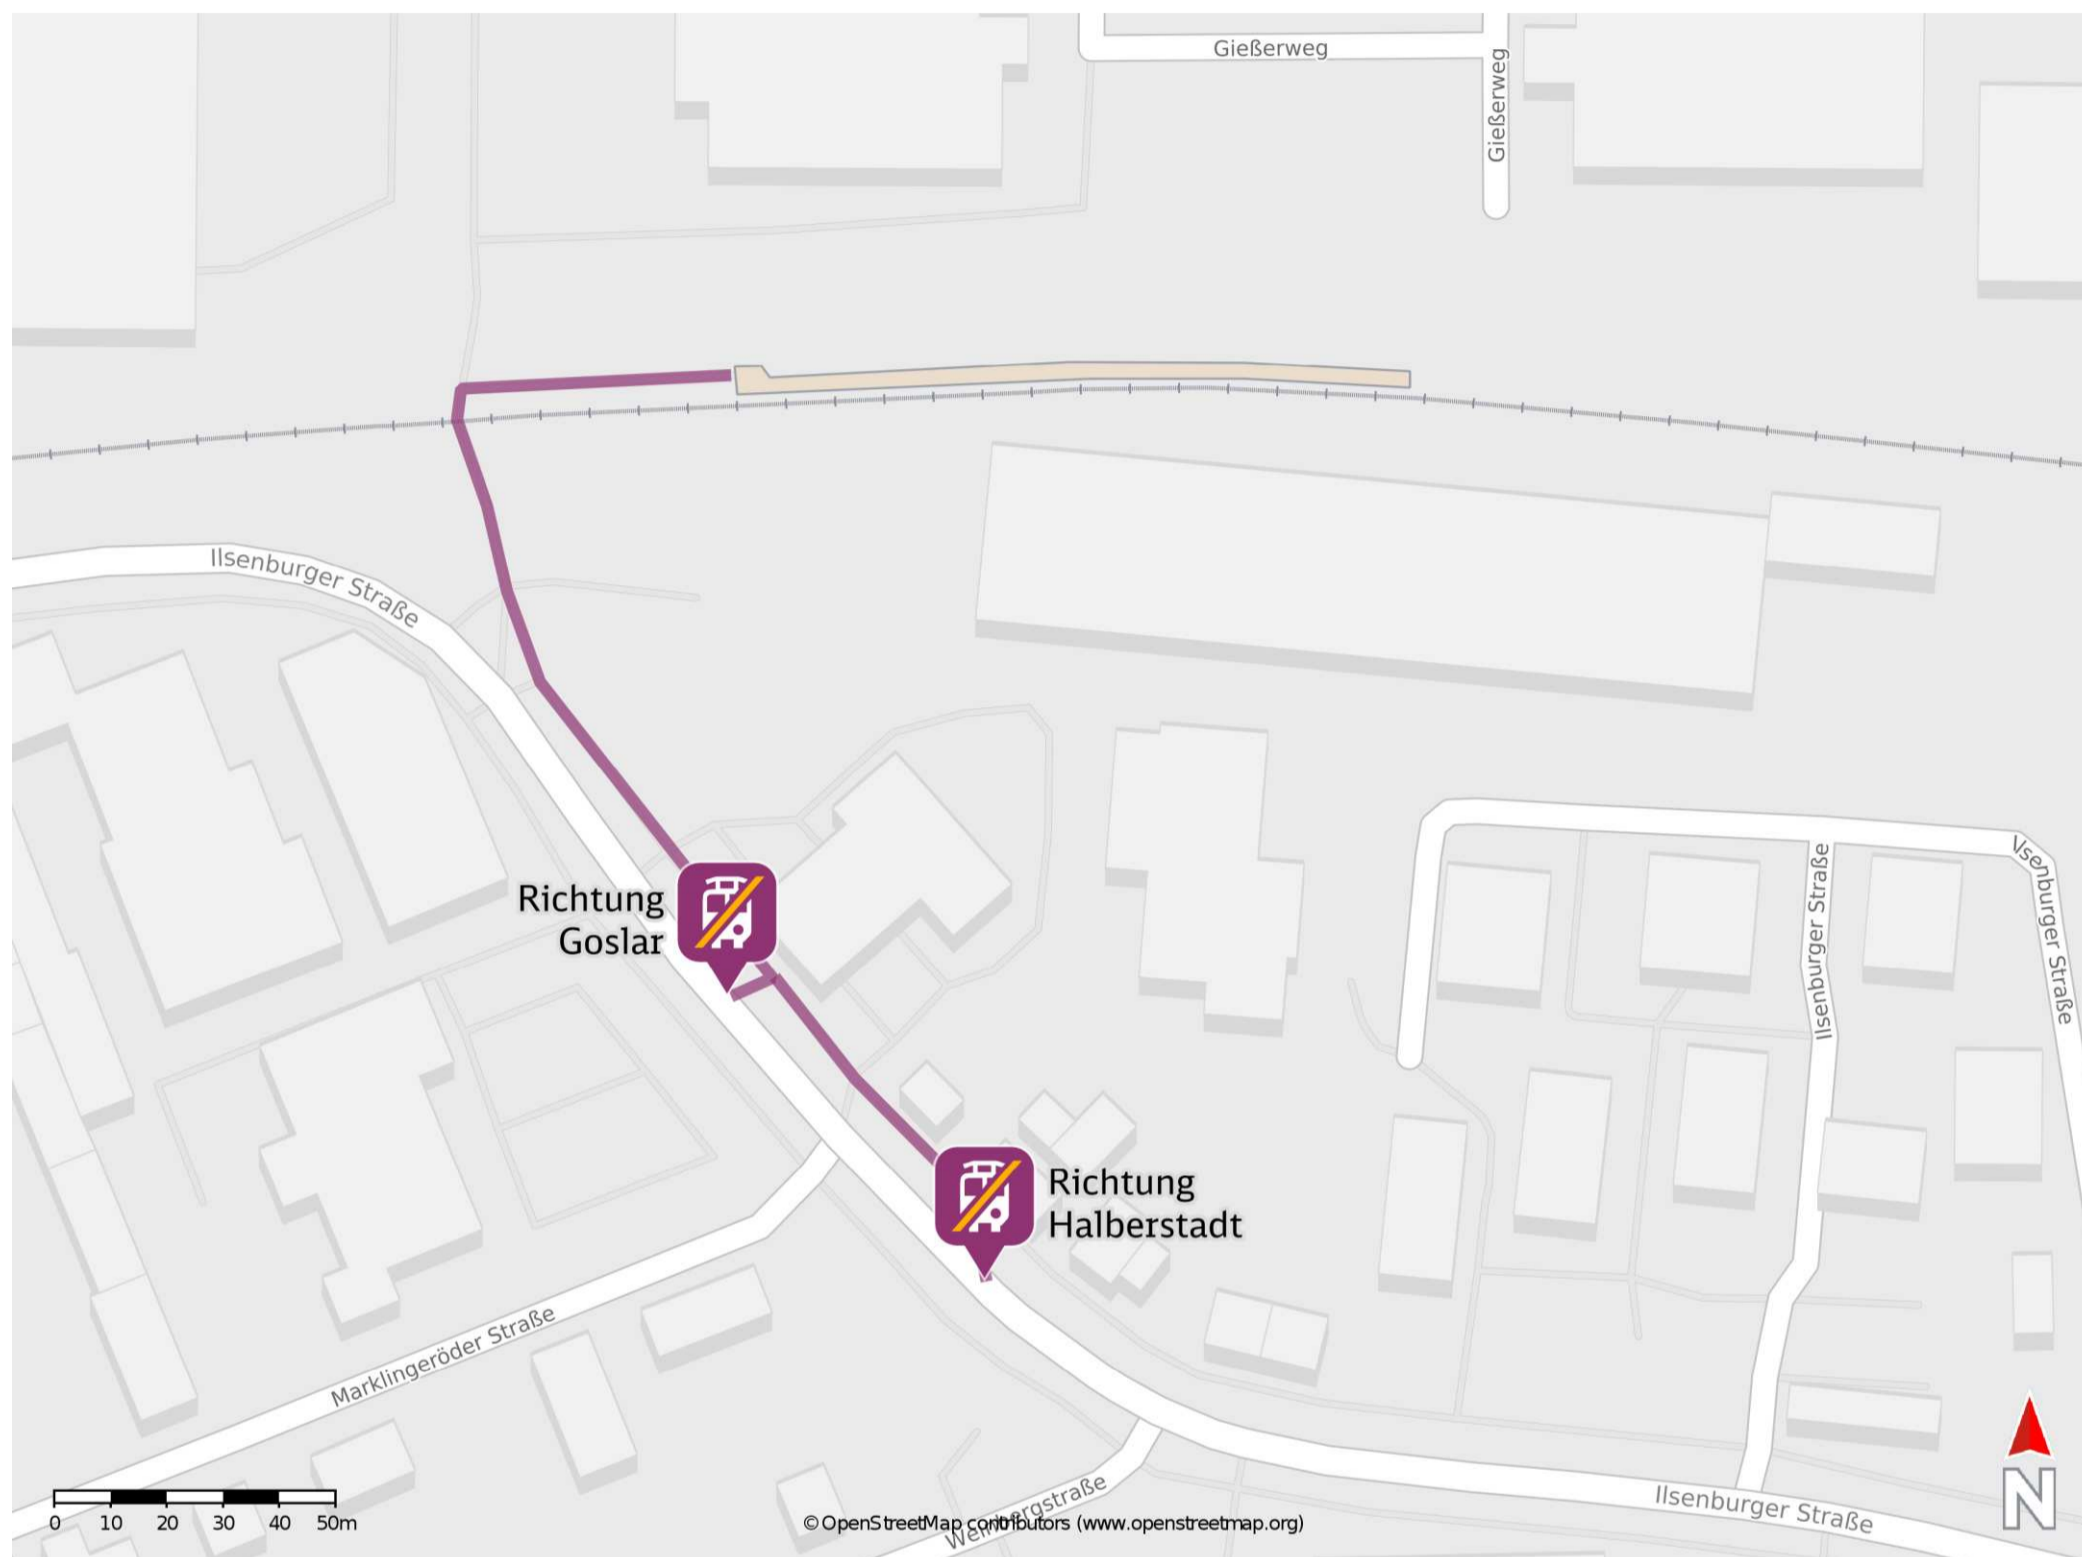 Gießerweg
Gießerweg
Ilsenburger Straße
Richtung
Goslar
Ilsenburger Straße
Ilsenburger Straße
Richtung
Halberstadt
Marklingeröder Straße
Weinbergstraße
Ilsenburger Straße
0 10 20 30 40 50m
© OpenStreetMap contributors (www.openstreetmap.org)
N